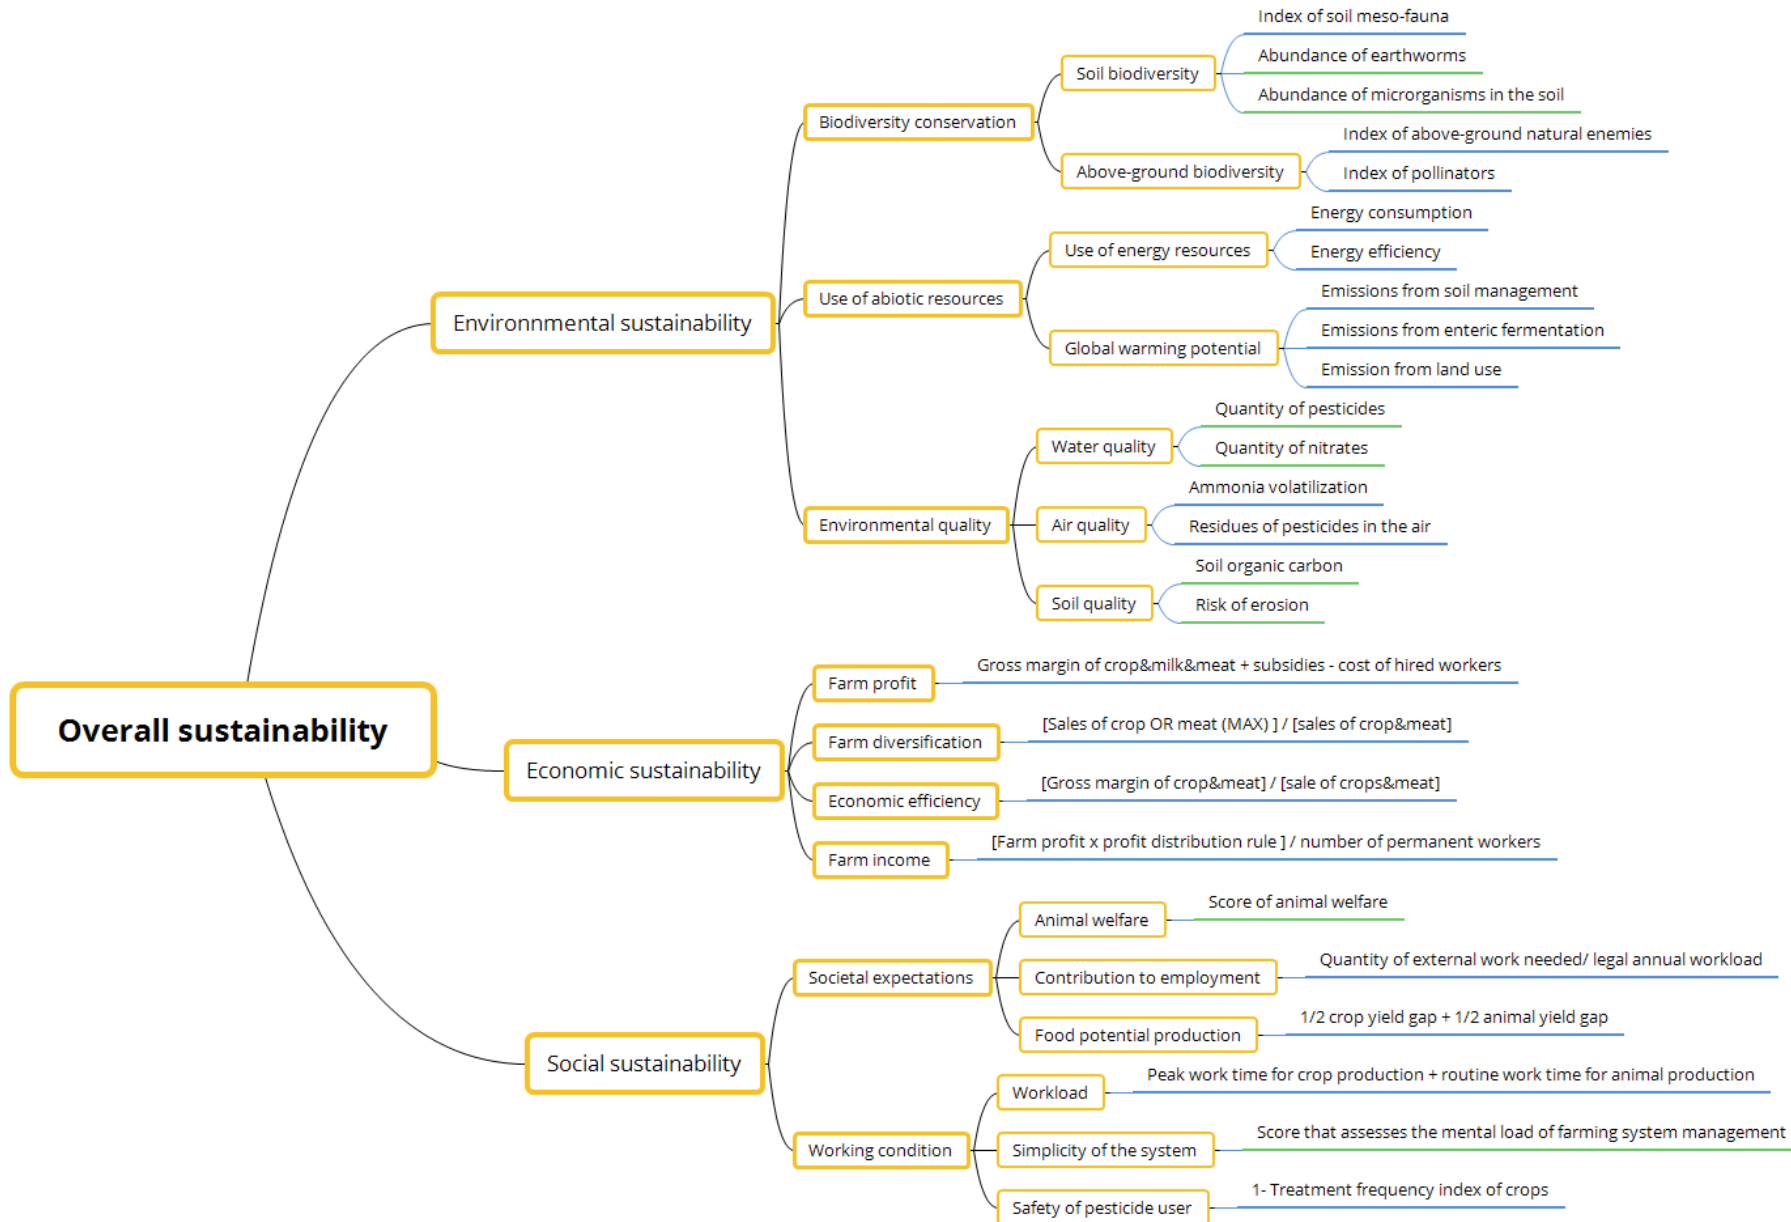 Index of soil meso-fauna
Abundance of earthworms
Soil biodiversity
Abundance of microrganisms in the soil
Biodiversity conservation
Index of above-ground natural enemies
Above-ground biodiversity
Index of pollinators
Energy consumption
Use of energy resources
Energy efficiency
Use of abiotic resources
Emissions from soil management
Environnmental sustainability
Emissions from enteric fermentation
Global warming potential
Emission from land use
Quantity of pesticides
Water quality
Quantity of nitrates
Ammonia volatilization
Environmental quality
Air quality
Residues of pesticides in the air
Soil organic carbon
Soil quality
Risk of erosion
Gross margin of crop&milk&meat + subsidies - cost of hired workers
Farm profit
Overall sustainability
[Sales of crop OR meat (MAX) ] / [sales of crop&meat]
Farm diversification
Economic sustainability
[Gross margin of crop&meat] / [sale of crops&meat]
Economic efficiency
[Farm profit x profit distribution rule ] / number of permanent workers
Farm income
Score of animal welfare
Animal welfare
Societal expectations
Quantity of external work needed/ legal annual workload
Contribution to employment
1/2 crop yield gap + 1/2 animal yield gap
Food potential production
Social sustainability
Peak work time for crop production + routine work time for animal production
Workload
Working condition
Score that assesses the mental load of farming system management
Simplicity of the system
1- Treatment frequency index of crops
Safety of pesticide user